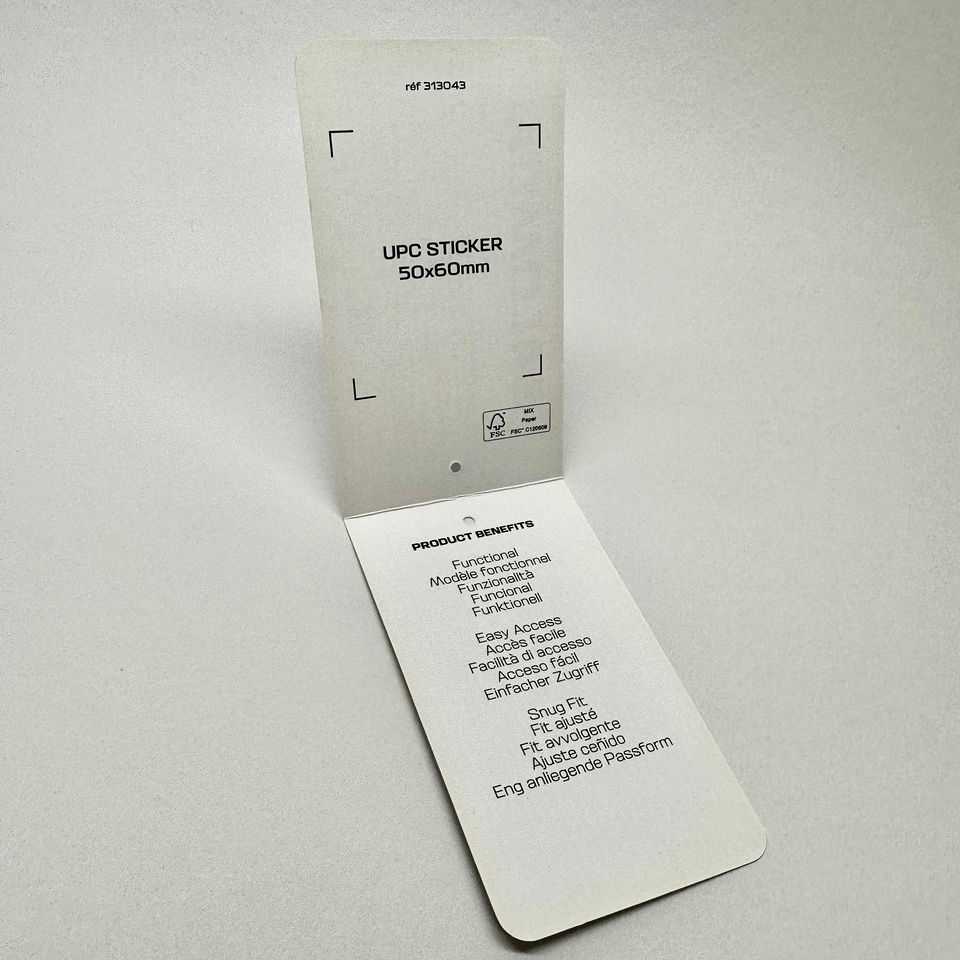 réf 313043
UPC STICKER
50x60mm
MIX
Paper
FSC™ C120609
FSC
PRODUCT BENEFITS
Functional
Modèle fonctionnel
Funzionalità
Funcional
Funktionell
Easy Access
Accès facile
Facilità di accesso
Acceso fácil
Einfacher Zugriff
Snug Fit
Fit ajusté
Fit avvolgente
Ajuste ceñido
Eng anliegende Passform